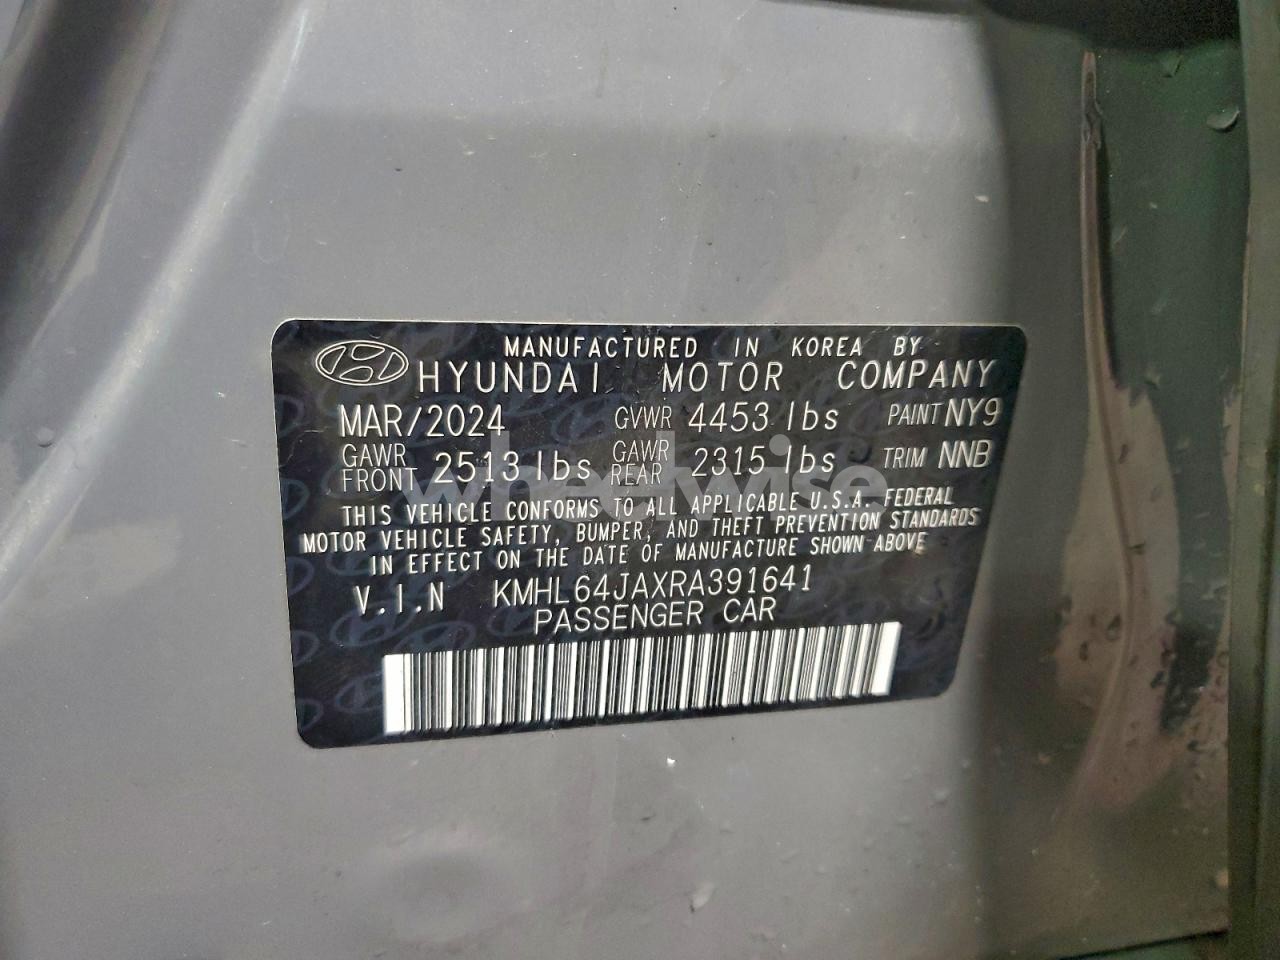 MANUFACTURED IN KOREA BY
HYUNDAI MOTOR COMPANY
MAR/2024 GVWR 4453 lbs PAINT NY9
GAWR FRONT 2513 lbs GAWR REAR 2315 lbs TRIM NNB
wheelwise
THIS VEHICLE CONFORMS TO ALL APPLICABLE U.S.A. FEDERAL
MOTOR VEHICLE SAFETY, BUMPER, AND THEFT PREVENTION STANDARDS
IN EFFECT ON THE DATE OF MANUFACTURE SHOWN ABOVE
V.I.N KMHL64JAXRA391641
PASSENGER CAR